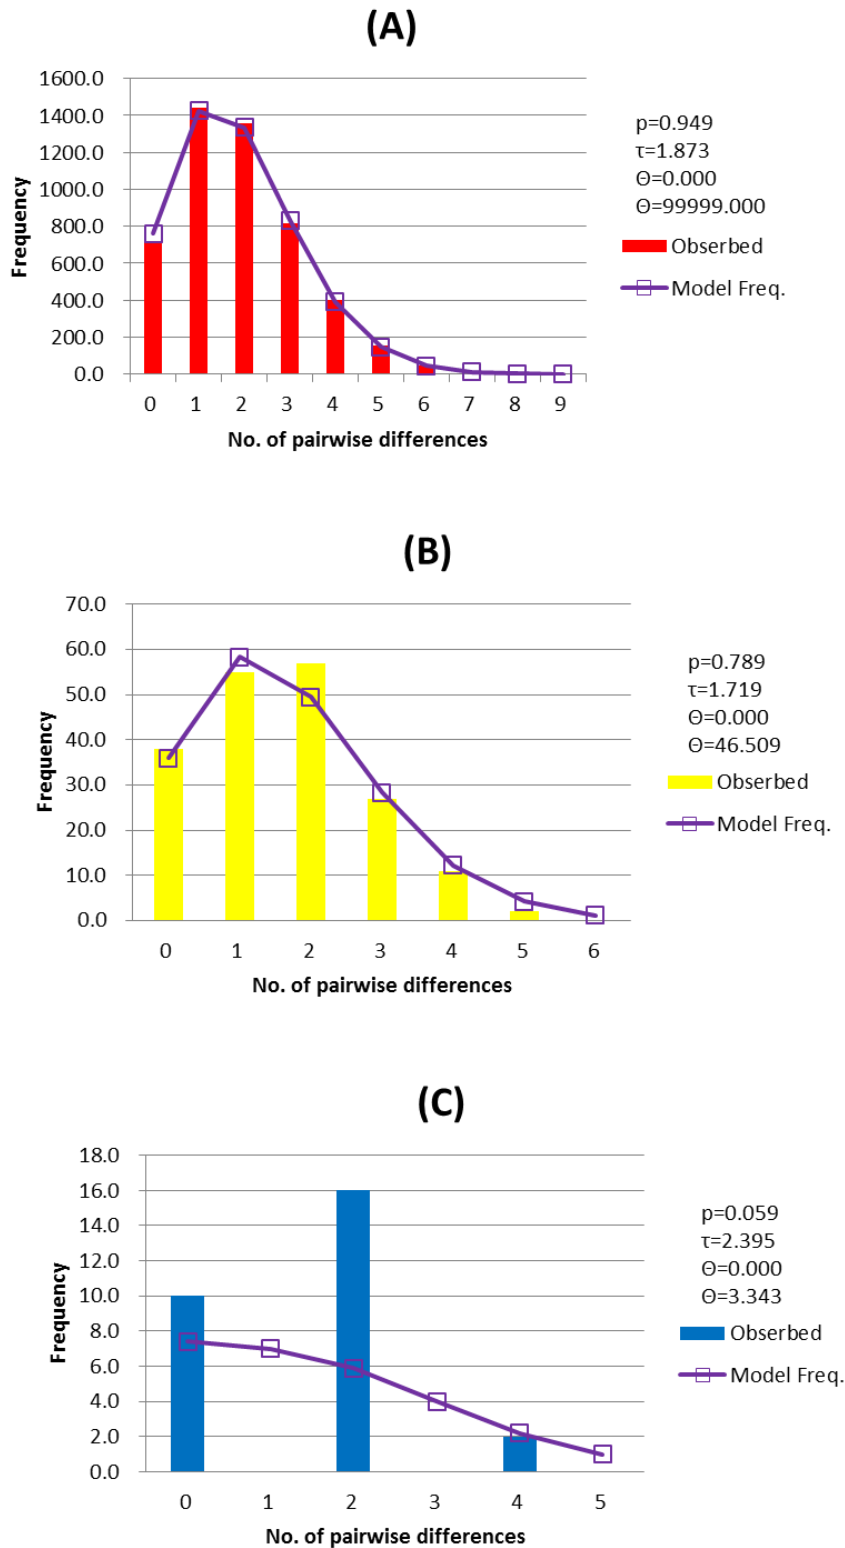 (A)
1600.0
1400.0
1200.0
1000.0
800.0
600.0
400.0
200.0
0.0
Frequency
0 1 2 3 4 5 6 7 8 9
No. of pairwise differences
p=0.949
τ=1.873
Θ=0.000
Θ=99999.000
Obserbed
Model Freq.
(B)
70.0
60.0
50.0
40.0
30.0
20.0
10.0
0.0
Frequency
0 1 2 3 4 5 6
No. of pairwise differences
p=0.789
τ=1.719
Θ=0.000
Θ=46.509
Obserbed
Model Freq.
(C)
18.0
16.0
14.0
12.0
10.0
8.0
6.0
4.0
2.0
0.0
Frequency
0 1 2 3 4 5
No. of pairwise differences
p=0.059
τ=2.395
Θ=0.000
Θ=3.343
Obserbed
Model Freq.